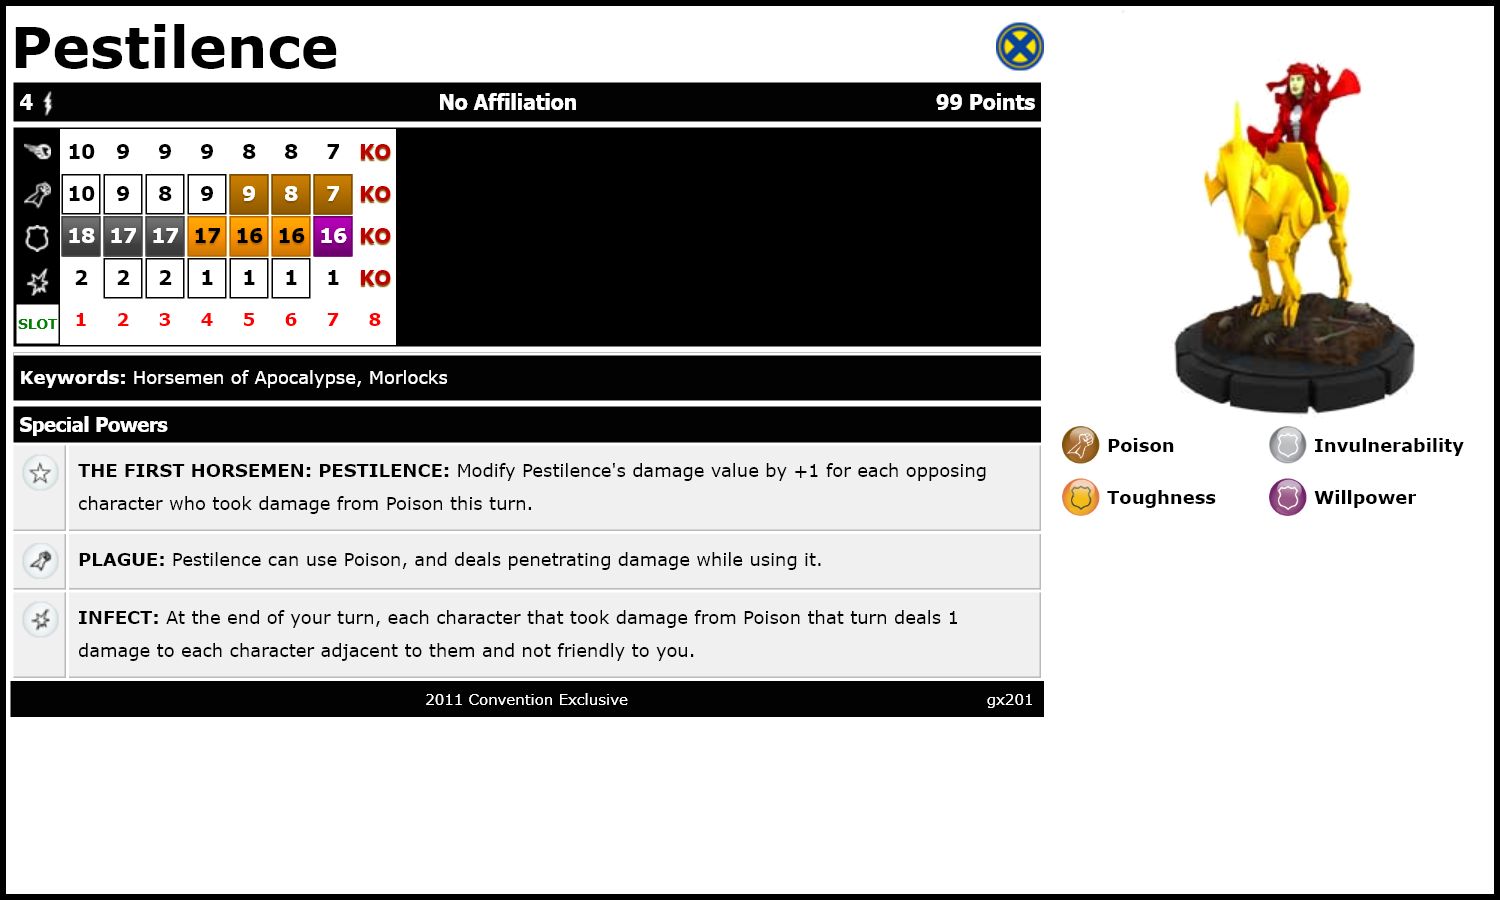 Pestilence
4 No Affiliation 99 Points
10 9 9 9 8 8 7 KO
10 9 8 9 9 8 7 KO
18 17 17 17 16 16 16 KO
2 2 2 1 1 1 1 KO
SLOT 1 2 3 4 5 6 7 8
Keywords: Horsemen of Apocalypse, Morlocks
Special Powers
THE FIRST HORSEMEN: PESTILENCE: Modify Pestilence's damage value by +1 for each opposing
character who took damage from Poison this turn.
PLAGUE: Pestilence can use Poison, and deals penetrating damage while using it.
INFECT: At the end of your turn, each character that took damage from Poison that turn deals 1
damage to each character adjacent to them and not friendly to you.
2011 Convention Exclusive gx201
Poison Invulnerability
Toughness Willpower